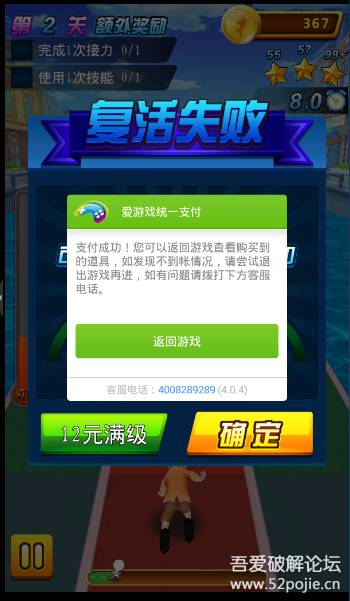 第 2 关 额外奖励
367
完成1次接力 0/1
使用1次技能 0/1
55 57 99+
8.0
复活失败
爱游戏统一支付
支付成功！您可以返回游戏查看购买到
的道具，如发现不到帐情况，请尝试退
出游戏再进，如有问题请拨打下方客服
电话。
返回游戏
客服电话：4008289289 (4.0.4)
12元满级
确定
吾爱破解论坛
www.52pojie.cn